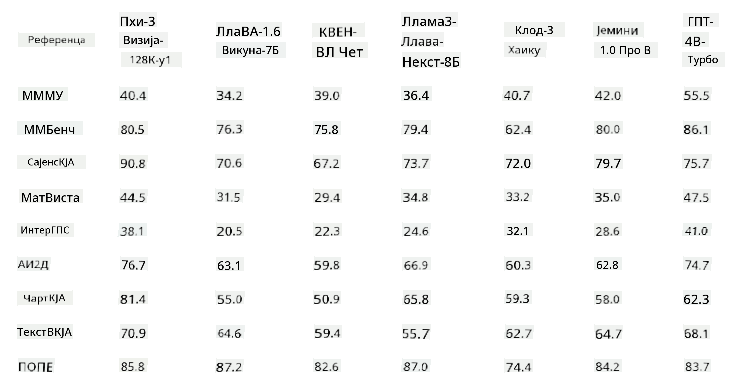 Референца Пхи-3 Визија-128К-у1 ЛлаВА-1.6 Викуна-7Б КВЕН-ВЛ Чет Ллама3-Ллава-Некст-8Б Клод-3 Хаику Јемини 1.0 Про В ГПТ-4В-Турбо
МММУ 40.4 34.2 39.0 36.4 40.7 42.0 55.5
ММБенч 80.5 76.3 75.8 79.4 62.4 80.0 86.1
СајенсКЈА 90.8 70.6 67.2 73.7 72.0 79.7 75.7
МатВиста 44.5 31.5 29.4 34.8 33.2 35.0 47.5
ИнтерГПС 38.1 20.5 22.3 24.6 32.1 28.6 41.0
АИ2Д 76.7 63.1 59.8 66.9 60.3 62.8 74.7
ЧартКЈА 81.4 55.0 50.9 65.8 59.3 58.0 62.3
ТекстВКЈА 70.9 64.6 59.4 55.7 62.7 64.7 68.1
ПОПЕ 85.8 87.2 82.6 87.0 74.4 84.2 83.7